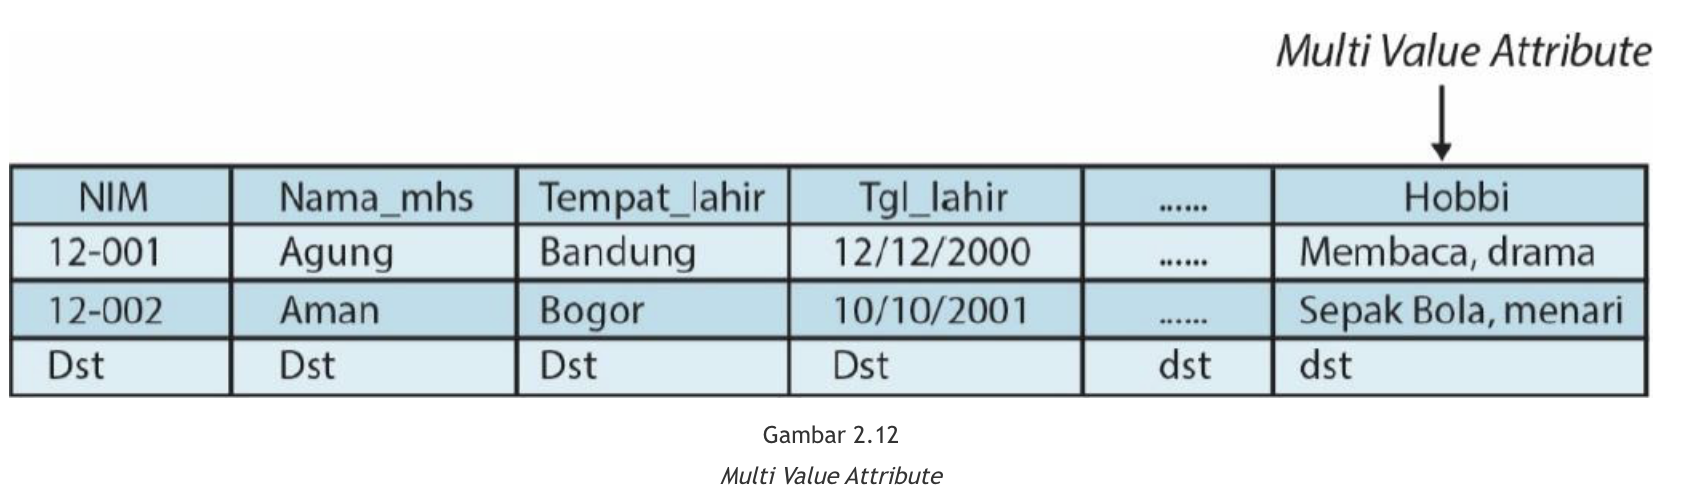 Multi Value Attribute
NIM Nama_mhs Tempat_lahir Tgl_lahir ...... Hobbi
12-001 Agung Bandung 12/12/2000 ...... Membaca, drama
12-002 Aman Bogor 10/10/2001 ...... Sepak Bola, menari
Dst Dst Dst Dst dst dst
Gambar 2.12
Multi Value Attribute